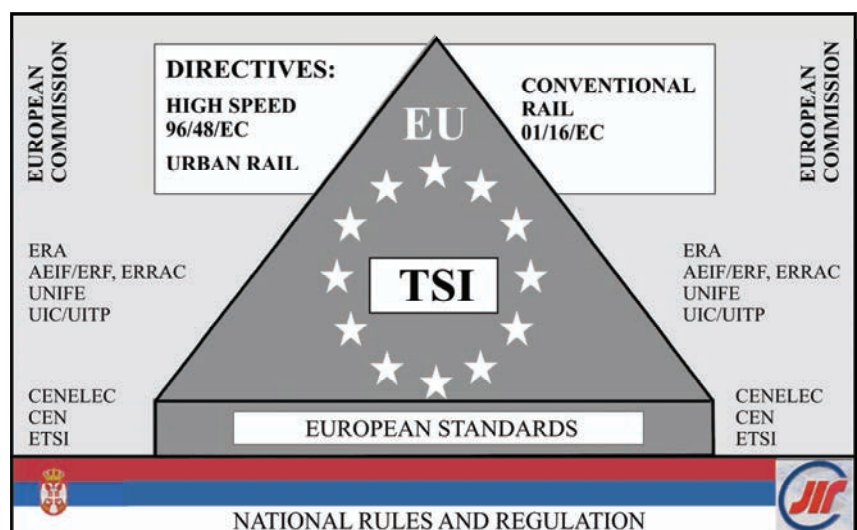 EUROPEAN
COMMISSION
DIRECTIVES:
HIGH SPEED
96/48/EC
URBAN RAIL
EU
CONVENTIONAL
RAIL
01/16/EC
EUROPEAN
COMMISSION
ERA
AEIF/ERF, ERRAC
UNIFE
UIC/UITP
TSI
ERA
AEIF/ERF, ERRAC
UNIFE
UIC/UITP
CENELEC
CEN
ETSI
EUROPEAN STANDARDS
CENELEC
CEN
ETSI
NATIONAL RULES AND REGULATION